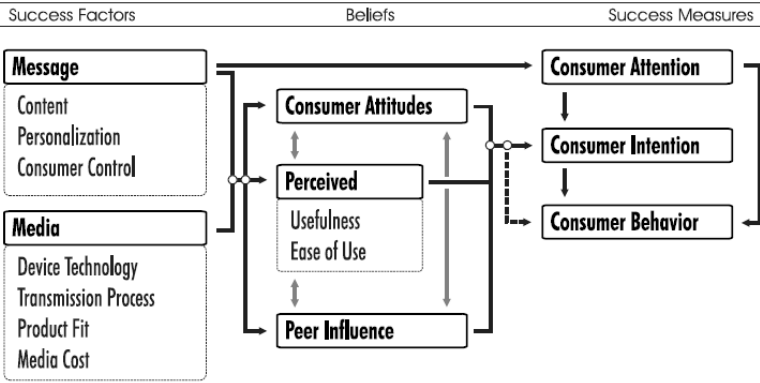 Success Factors
Beliefs
Success Measures
Message
Content
Personalization
Consumer Control
Media
Device Technology
Transmission Process
Product Fit
Media Cost
Consumer Attitudes
Perceived
Usefulness
Ease of Use
Peer Influence
Consumer Attention
Consumer Intention
Consumer Behavior